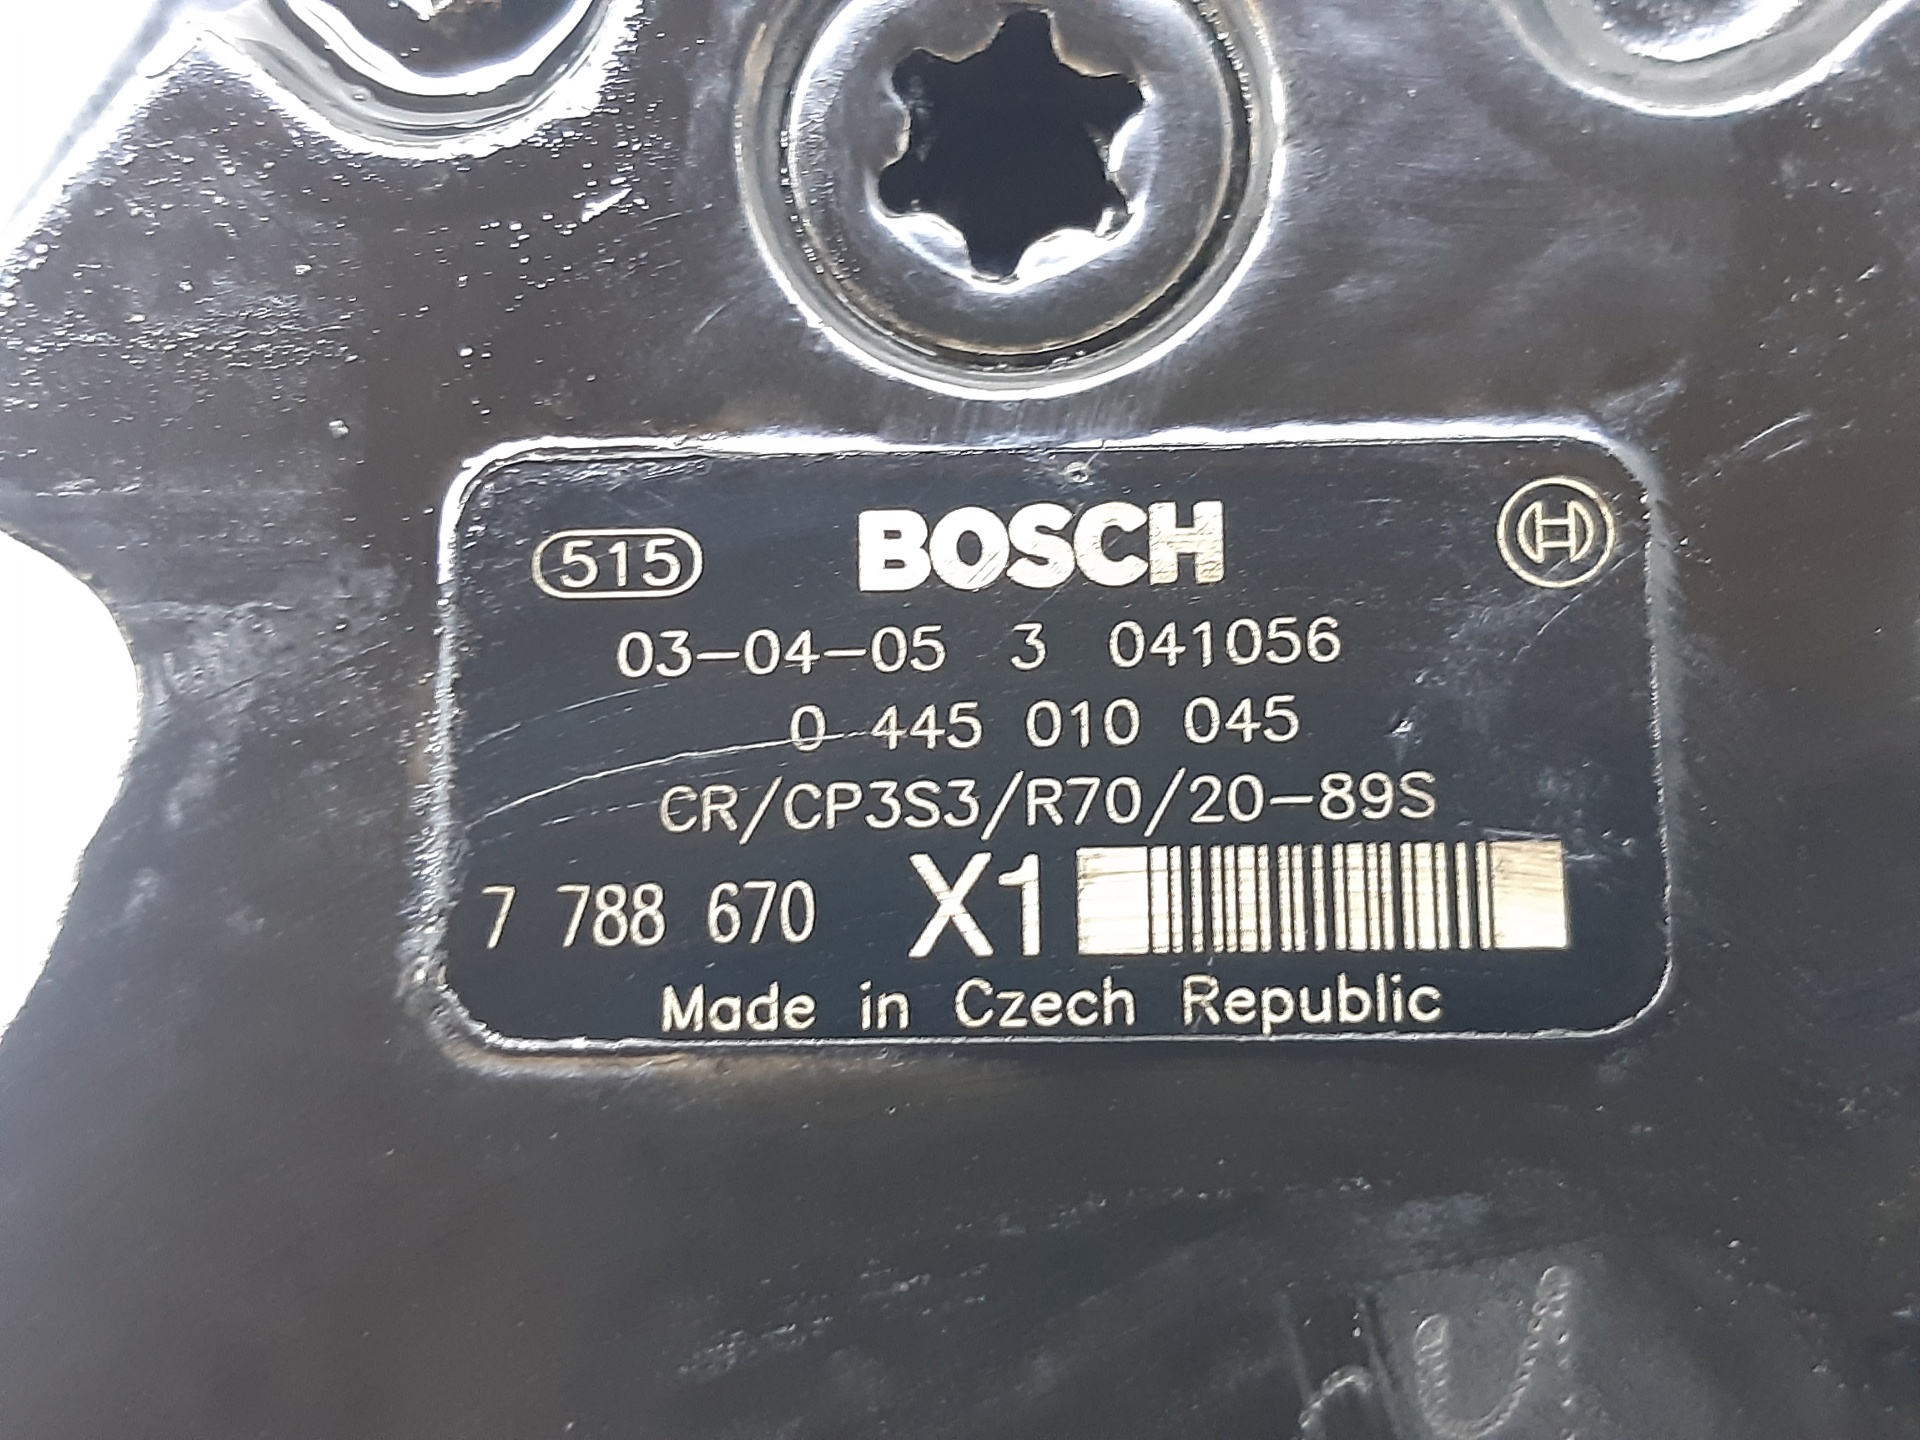 515 BOSCH
03-04-05 3 041056
0 445 010 045
CR/CP3S3/R70/20-89S
7 788 670 X1
Made in Czech Republic